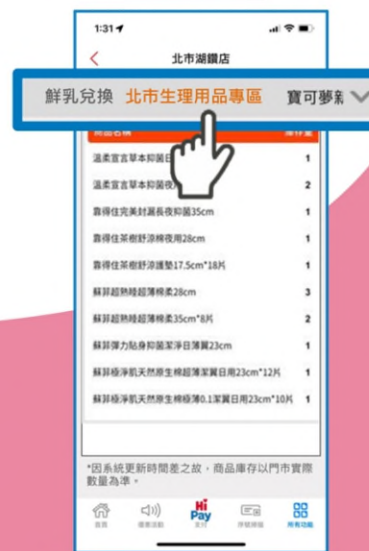 1:31
北市湖鑽店
鮮乳兌換 北市生理用品專區 寶可夢新
商品名稱 庫存量
溫柔宣言草本抑菌日 1
溫柔宣言草本抑菌夜 2
靠得住完美封漏長夜抑菌35cm 1
靠得住茶樹舒涼棉夜用28cm 1
靠得住茶樹舒涼護墊17.5cm*18片 1
蘇菲超熟睡超薄棉柔28cm 3
蘇菲超熟睡超薄棉柔35cm*8片 2
蘇菲彈力貼身抑菌潔淨日薄翼23cm 1
蘇菲極淨肌天然原生棉超薄潔翼日用23cm*12片 1
蘇菲極淨肌天然原生棉極薄0.1潔翼日用23cm*10片 1
*因系統更新時間差之故，商品庫存以門市實際
數量為準。
Hi
Pay
首頁 優惠活動 支付 序號掃描 所有功能